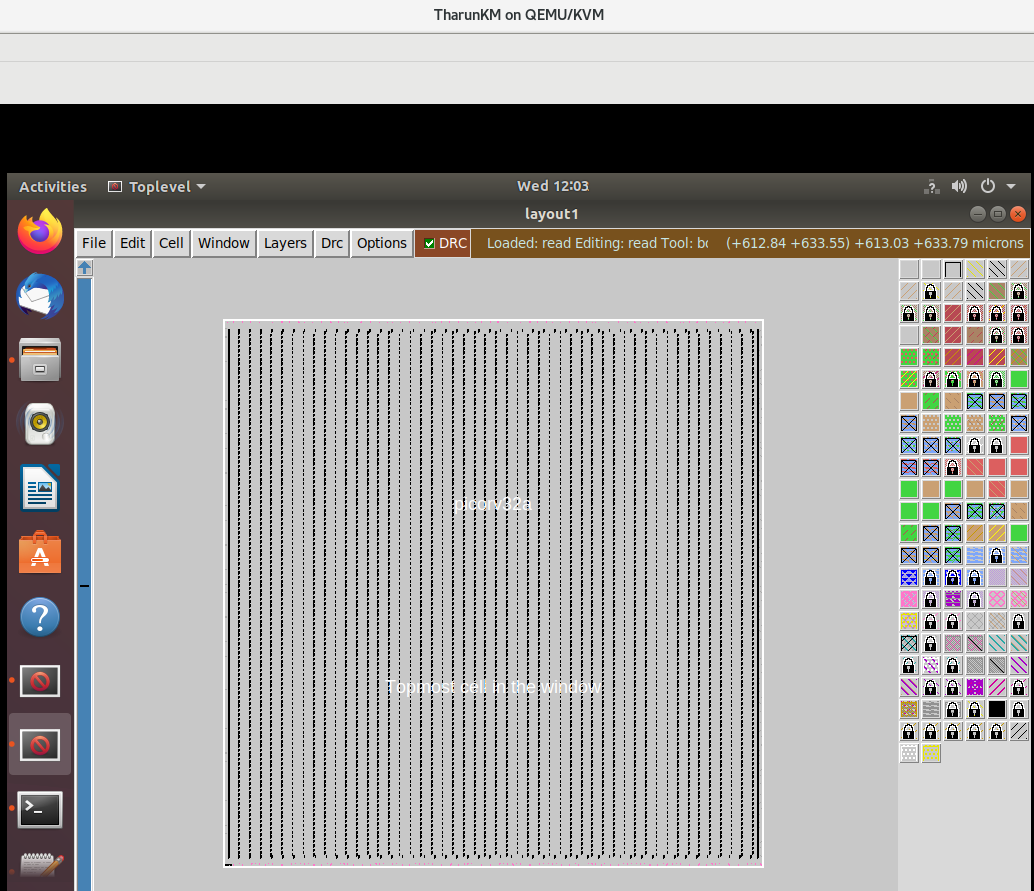 TharunKM on QEMU/KVM
Activities Toplevel Wed 12:03
layout1
File Edit Cell Window Layers Drc Options DRC Loaded: read Editing: read Tool: bo (+612.84 +633.55) +613.03 +633.79 microns
picorv32a
Topmost cell in the window